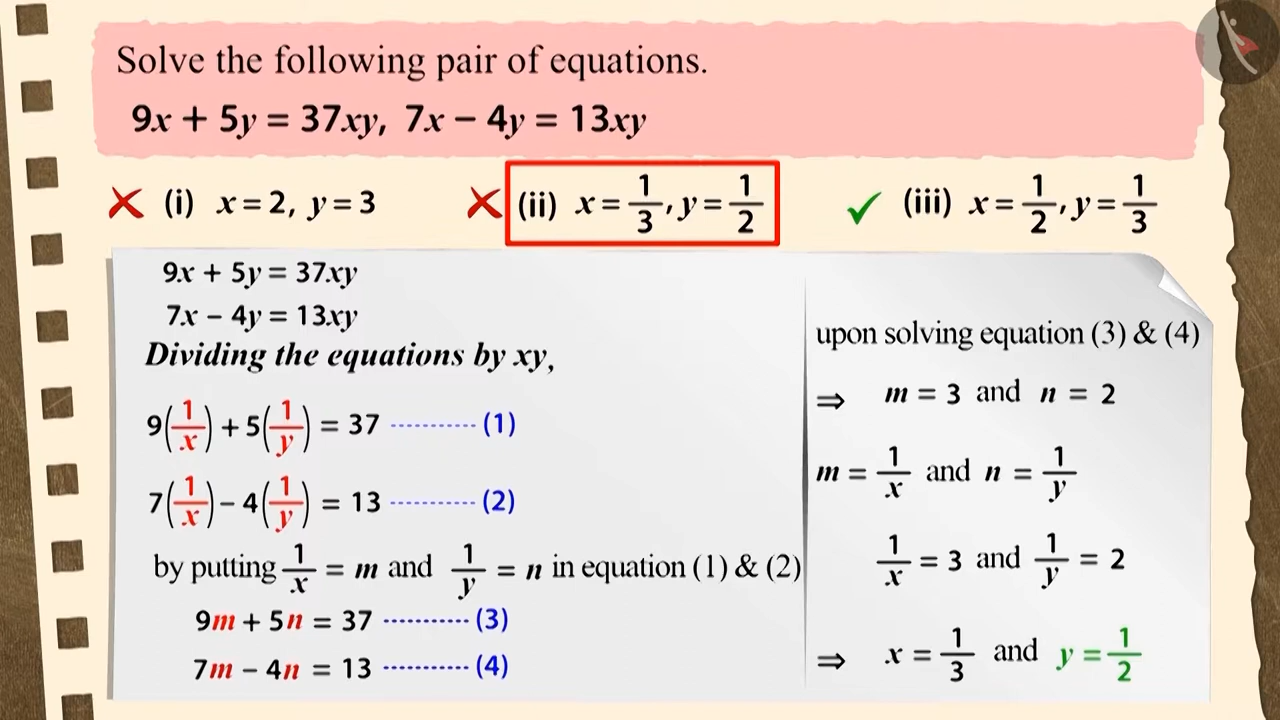 Solve the following pair of equations.
9x + 5y = 37xy, 7x − 4y = 13xy
(i) x = 2, y = 3
(ii) x = 1/3, y = 1/2
(iii) x = 1/2, y = 1/3
9x + 5y = 37xy
7x − 4y = 13xy
Dividing the equations by xy,
9(1/x) + 5(1/y) = 37 ----------- (1)
7(1/x) − 4(1/y) = 13 ----------- (2)
by putting 1/x = m and 1/y = n in equation (1) & (2)
9m + 5n = 37 ----------- (3)
7m − 4n = 13 ----------- (4)
upon solving equation (3) & (4)
⇒ m = 3 and n = 2
m = 1/x and n = 1/y
1/x = 3 and 1/y = 2
⇒ x = 1/3 and y = 1/2